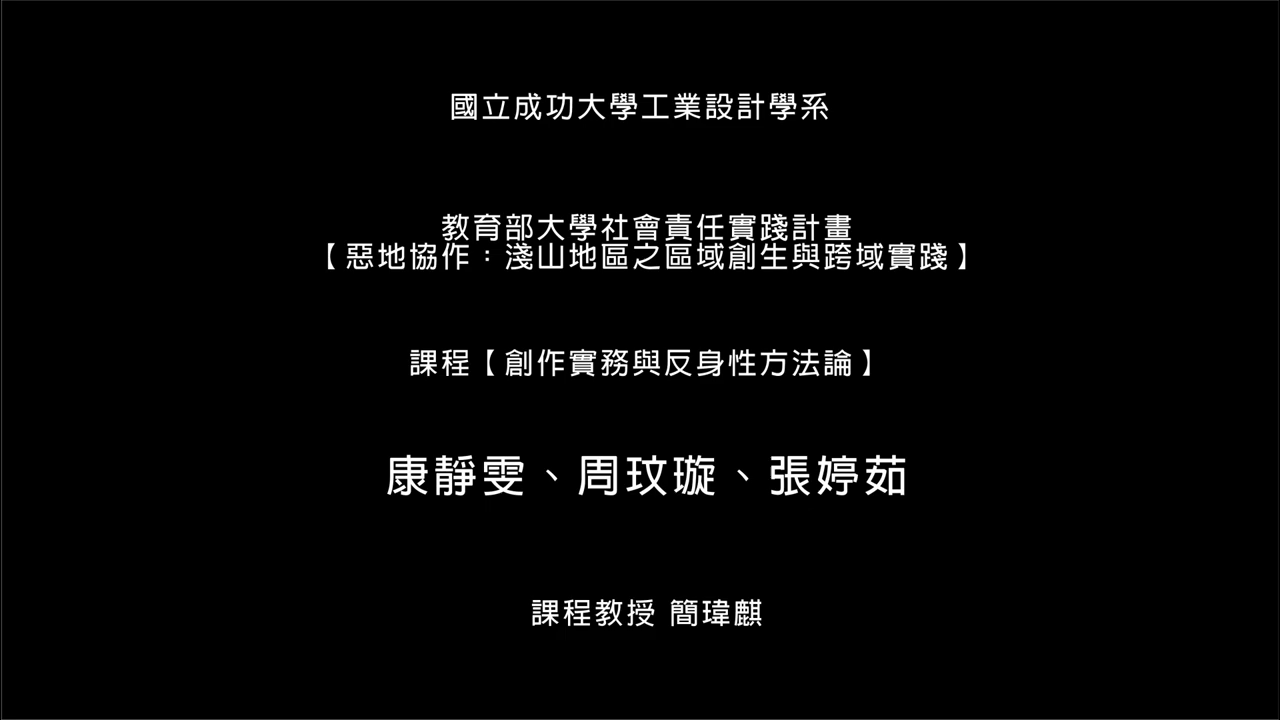 國立成功大學工業設計學系
教育部大學社會責任實踐計畫
【惡地協作：淺山地區之區域創生與跨域實踐】
課程【創作實務與反身性方法論】
康靜雯、周玟璇、張婷茹
課程教授 簡瑋麒